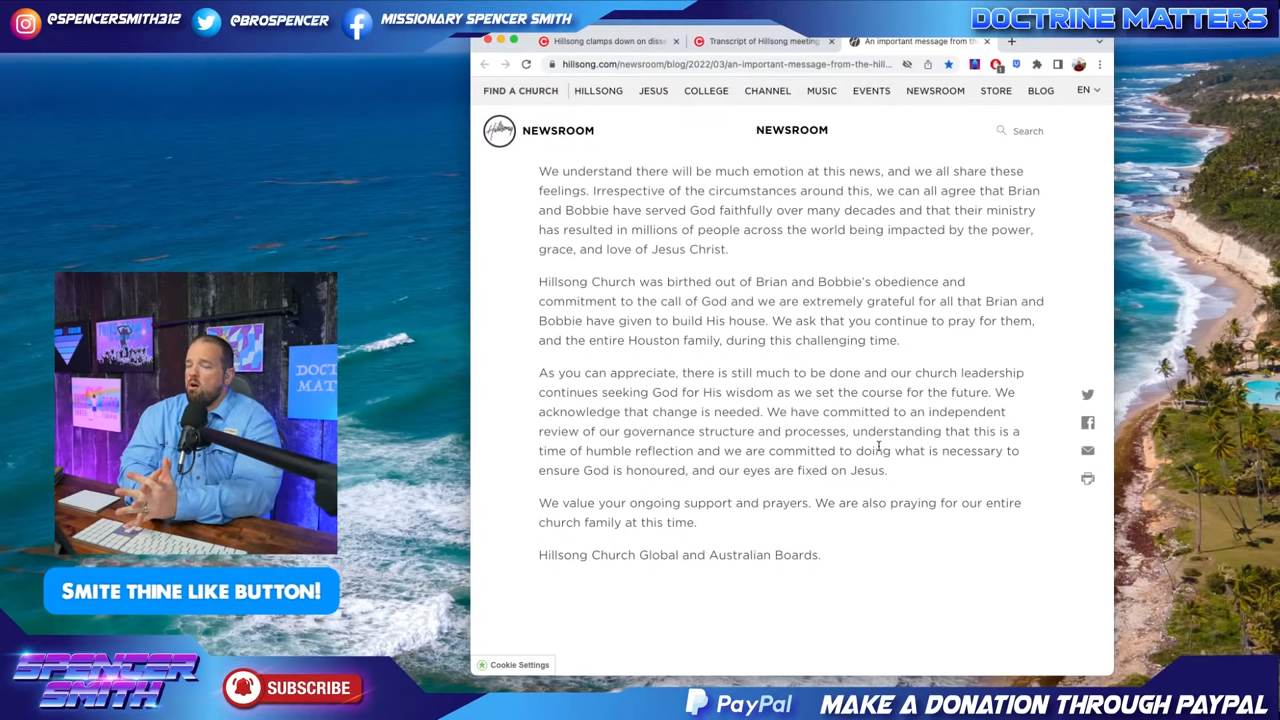 @SPENCERSMITH312
@BROSPENCER
MISSIONARY SPENCER SMITH
DOCTRINE MATTERS
Hillsong clamps down on disse
Transcript of Hillsong meeting
An important message from th
hillsong.com/newsroom/blog/2022/03/an-important-message-from-the-hill...
FIND A CHURCH
HILLSONG
JESUS
COLLEGE
CHANNEL
MUSIC
EVENTS
NEWSROOM
STORE
BLOG
EN
Hillsong
NEWSROOM
NEWSROOM
Search
We understand there will be much emotion at this news, and we all share these
feelings. Irrespective of the circumstances around this, we can all agree that Brian
and Bobbie have served God faithfully over many decades and that their ministry
has resulted in millions of people across the world being impacted by the power,
grace, and love of Jesus Christ.
Hillsong Church was birthed out of Brian and Bobbie's obedience and
commitment to the call of God and we are extremely grateful for all that Brian and
Bobbie have given to build His house. We ask that you continue to pray for them,
and the entire Houston family, during this challenging time.
As you can appreciate, there is still much to be done and our church leadership
continues seeking God for His wisdom as we set the course for the future. We
acknowledge that change is needed. We have committed to an independent
review of our governance structure and processes, understanding that this is a
time of humble reflection and we are committed to doing what is necessary to
ensure God is honoured, and our eyes are fixed on Jesus.
We value your ongoing support and prayers. We are also praying for our entire
church family at this time.
Hillsong Church Global and Australian Boards.
Cookie Settings
DOCT
MAT
SMITE THINE LIKE BUTTON!
SPENCER
SMITH
SUBSCRIBE
PayPal
MAKE A DONATION THROUGH PAYPAL